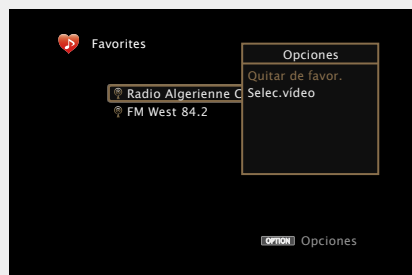 Favorites
Opciones
Quitar de favor.
Radio Algerienne C
Selec.vídeo
FM West 84.2
OPTION Opciones